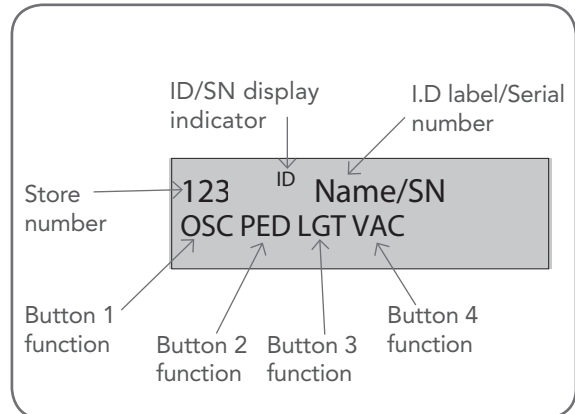 ID/SN display
indicator
I.D label/Serial
number
Store
number
123 ID Name/SN
OSC PED LGT VAC
Button 1
function
Button 2
function
Button 3
function
Button 4
function